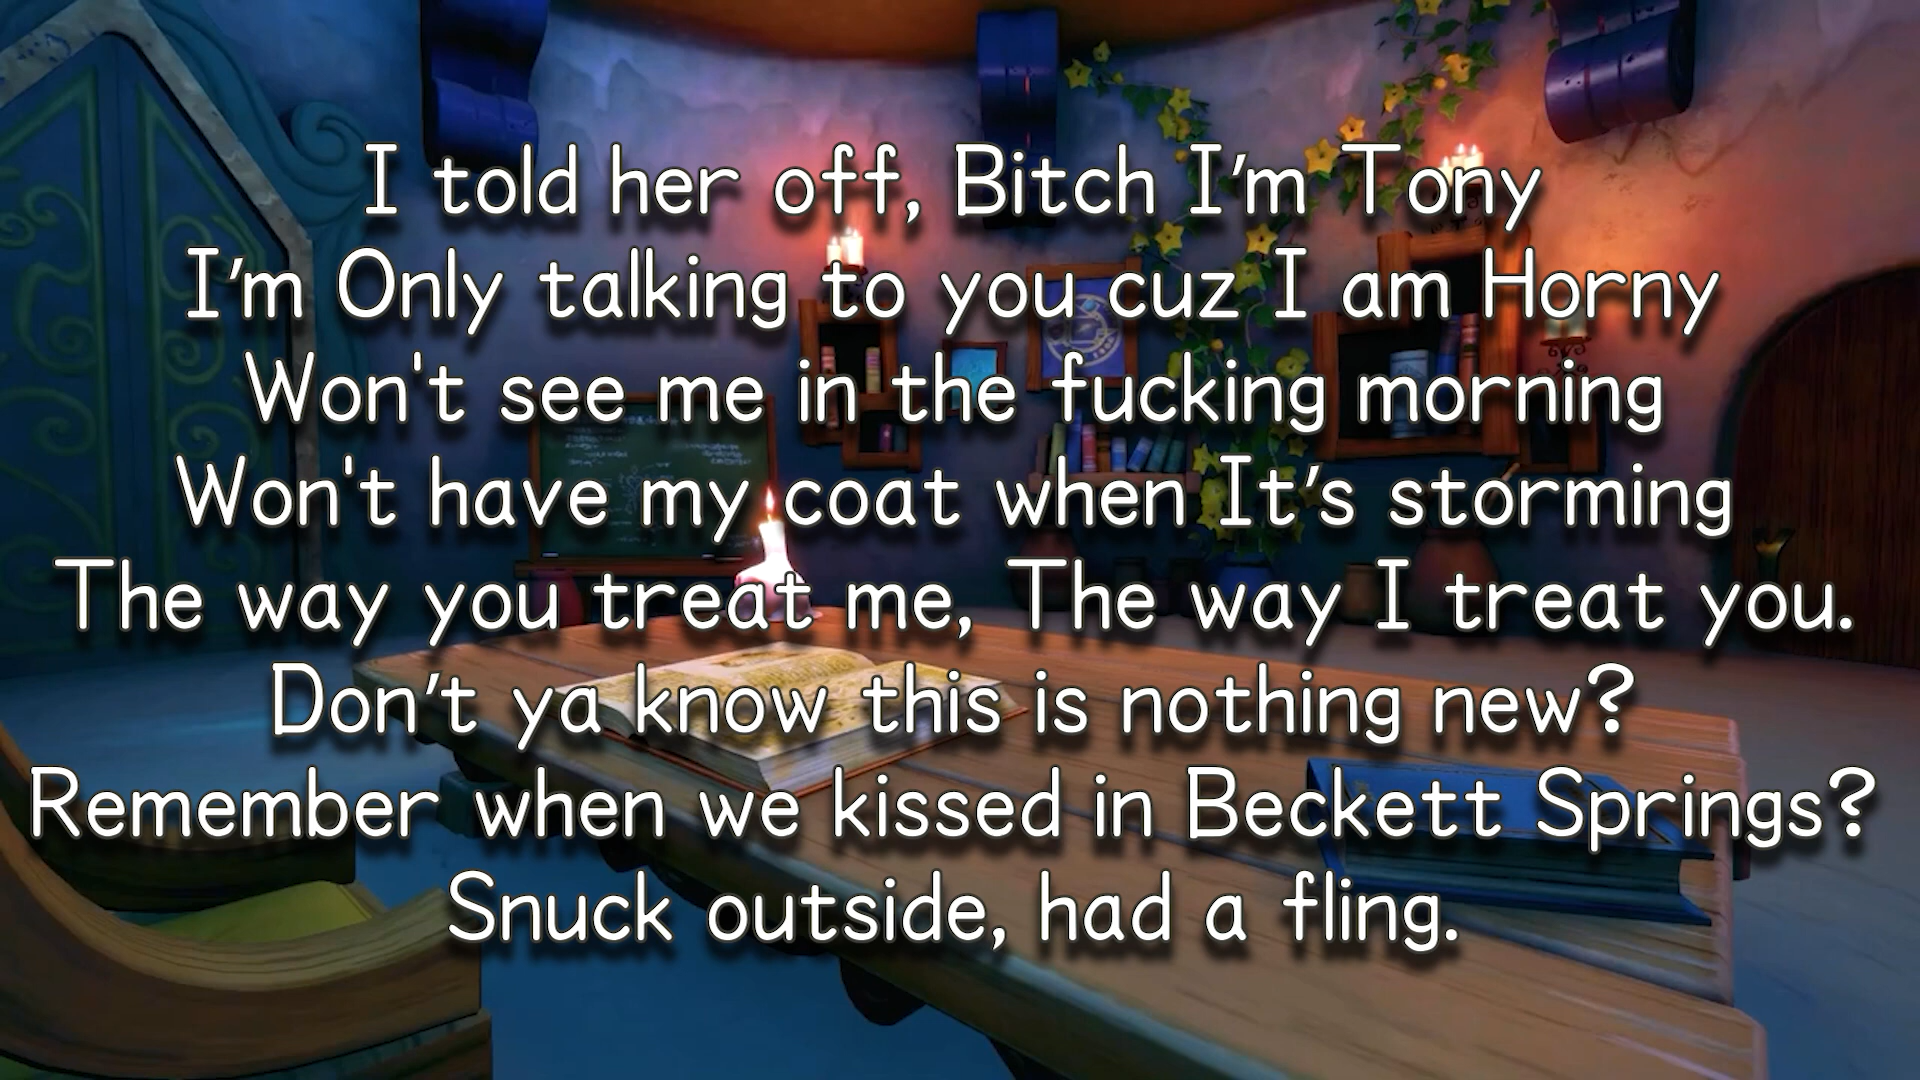 I told her off, Bitch I'm Tony
I'm Only talking to you cuz I am Horny
Won't see me in the fucking morning
Won't have my coat when It's storming
The way you treat me, The way I treat you.
Don't ya know this is nothing new?
Remember when we kissed in Beckett Springs?
Snuck outside, had a fling.